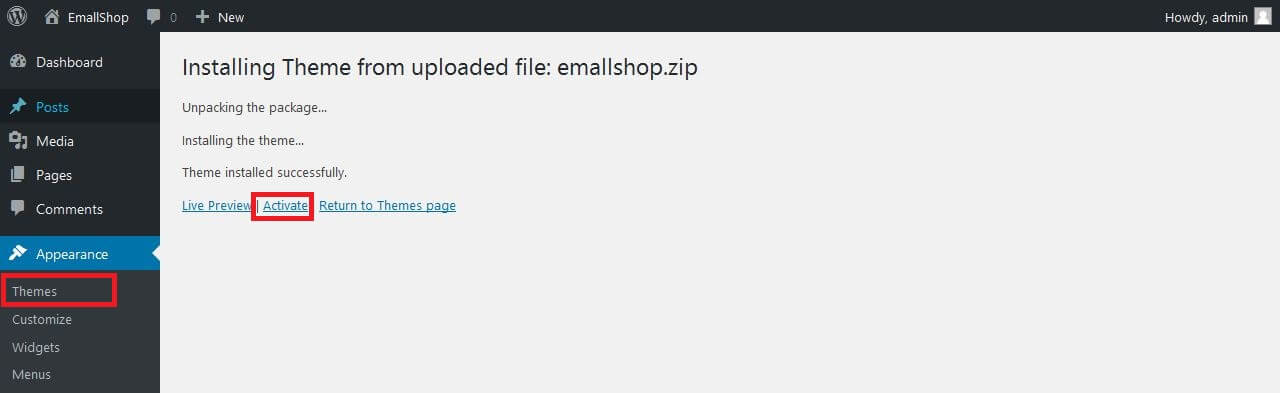 EmallShop 0 New Howdy, admin
Dashboard
Posts
Media
Pages
Comments
Appearance
Themes
Customize
Widgets
Menus
Installing Theme from uploaded file: emallshop.zip
Unpacking the package...
Installing the theme...
Theme installed successfully.
Live Preview | Activate Return to Themes page